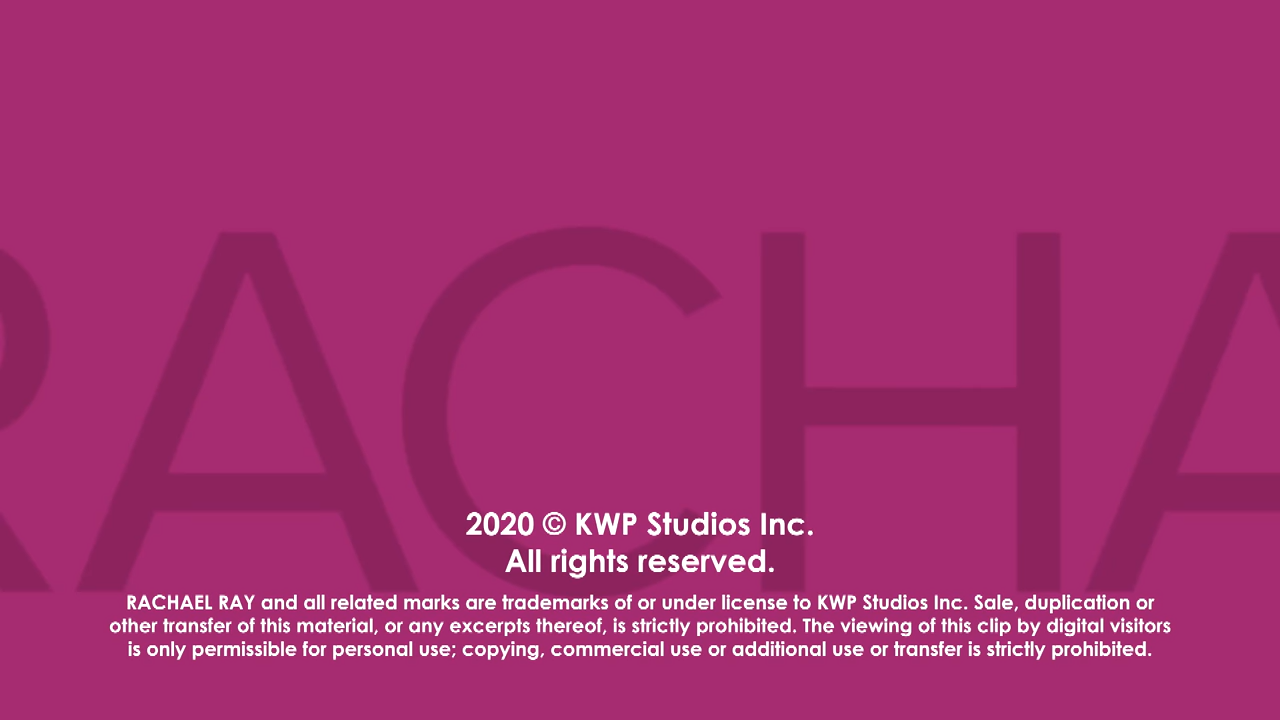 RACHA
2020 © KWP Studios Inc.
All rights reserved.
RACHAEL RAY and all related marks are trademarks of or under license to KWP Studios Inc. Sale, duplication or
other transfer of this material, or any excerpts thereof, is strictly prohibited. The viewing of this clip by digital visitors
is only permissible for personal use; copying, commercial use or additional use or transfer is strictly prohibited.